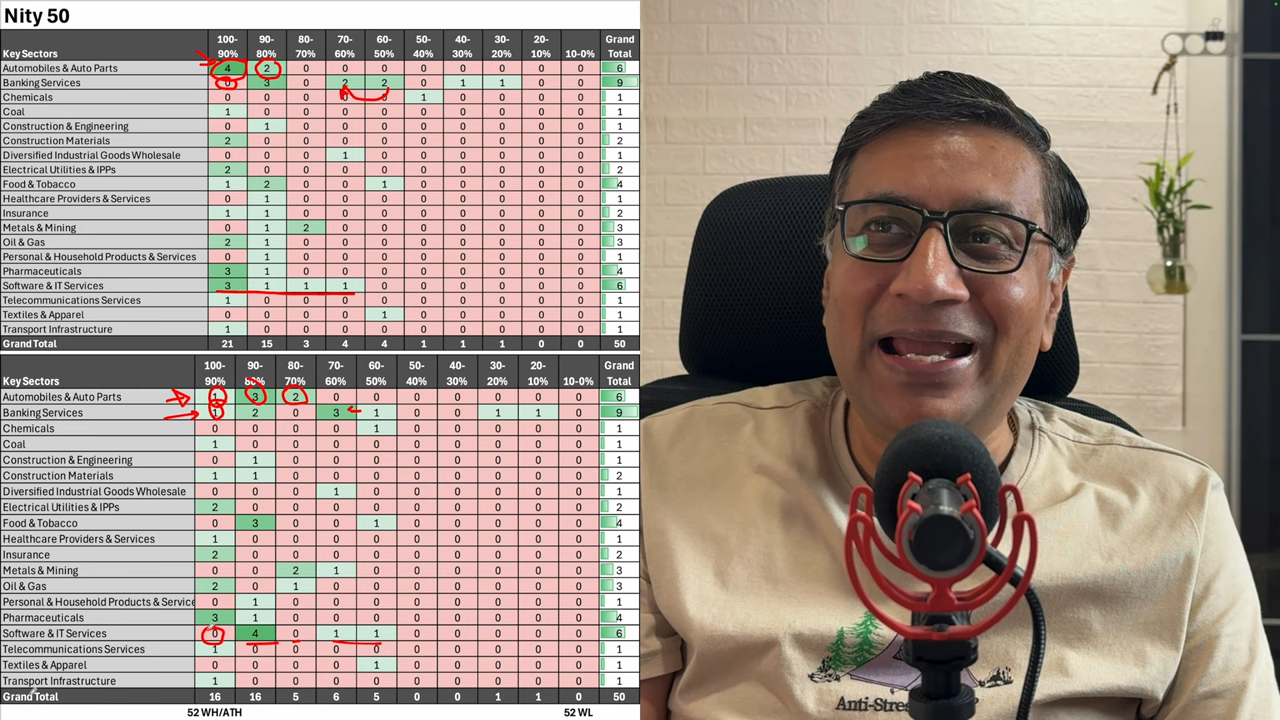 Nity 50
Key Sectors 100-90% 90-80% 80-70% 70-60% 60-50% 50-40% 40-30% 30-20% 20-10% 10-0% Grand Total
Automobiles & Auto Parts 4 2 0 0 0 0 0 0 0 0 6
Banking Services 0 3 0 2 2 0 1 1 0 0 9
Chemicals 0 0 0 0 0 1 0 0 0 0 1
Coal 1 0 0 0 0 0 0 0 0 0 1
Construction & Engineering 0 1 0 0 0 0 0 0 0 0 1
Construction Materials 2 0 0 0 0 0 0 0 0 0 2
Diversified Industrial Goods Wholesale 0 0 0 1 0 0 0 0 0 0 1
Electrical Utilities & IPPs 2 0 0 0 0 0 0 0 0 0 2
Food & Tobacco 1 2 0 0 1 0 0 0 0 0 4
Healthcare Providers & Services 0 1 0 0 0 0 0 0 0 0 1
Insurance 1 1 0 0 0 0 0 0 0 0 2
Metals & Mining 0 1 2 0 0 0 0 0 0 0 3
Oil & Gas 2 1 0 0 0 0 0 0 0 0 3
Personal & Household Products & Services 0 1 0 0 0 0 0 0 0 0 1
Pharmaceuticals 3 1 0 0 0 0 0 0 0 0 4
Software & IT Services 3 1 1 1 0 0 0 0 0 0 6
Telecommunications Services 1 0 0 0 0 0 0 0 0 0 1
Textiles & Apparel 0 0 0 0 1 0 0 0 0 0 1
Transport Infrastructure 1 0 0 0 0 0 0 0 0 0 1
Grand Total 21 15 3 4 4 1 1 1 0 0 50
Key Sectors 100-90% 90-80% 80-70% 70-60% 60-50% 50-40% 40-30% 30-20% 20-10% 10-0% Grand Total
Automobiles & Auto Parts 1 3 2 0 0 0 0 0 0 0 6
Banking Services 1 2 0 3 1 0 0 1 1 0 9
Chemicals 0 0 0 0 1 0 0 0 0 0 1
Coal 1 0 0 0 0 0 0 0 0 0 1
Construction & Engineering 0 1 0 0 0 0 0 0 0 0 1
Construction Materials 1 1 0 0 0 0 0 0 0 0 2
Diversified Industrial Goods Wholesale 0 0 0 1 0 0 0 0 0 0 1
Electrical Utilities & IPPs 2 0 0 0 0 0 0 0 0 0 2
Food & Tobacco 0 3 0 0 1 0 0 0 0 0 4
Healthcare Providers & Services 1 0 0 0 0 0 0 0 0 0 1
Insurance 2 0 0 0 0 0 0 0 0 0 2
Metals & Mining 0 0 2 1 0 0 0 0 0 0 3
Oil & Gas 2 0 1 0 0 0 0 0 0 0 3
Personal & Household Products & Service 0 1 0 0 0 0 0 0 0 0 1
Pharmaceuticals 3 1 0 0 0 0 0 0 0 0 4
Software & IT Services 0 4 0 1 1 0 0 0 0 0 6
Telecommunications Services 1 0 0 0 0 0 0 0 0 0 1
Textiles & Apparel 0 0 0 0 1 0 0 0 0 0 1
Transport Infrastructure 1 0 0 0 0 0 0 0 0 0 1
Grand Total 16 16 5 6 5 0 0 1 1 0 50
52 WH/ATH 52 WL